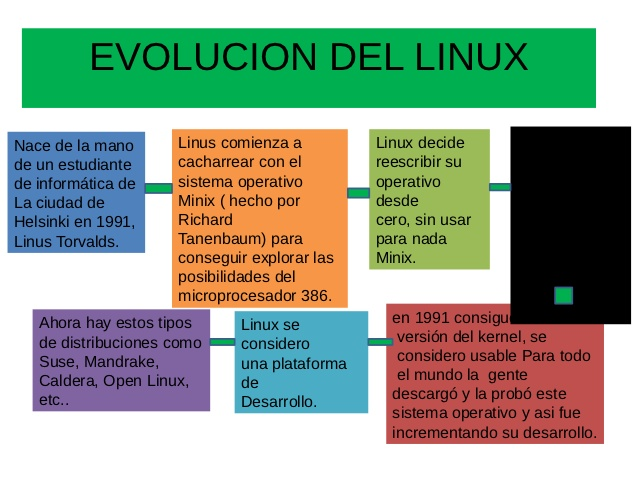 EVOLUCION DEL LINUX
Nace de la mano
de un estudiante
de informática de
La ciudad de
Helsinki en 1991,
Linus Torvalds.
Linus comienza a
cacharrear con el
sistema operativo
Minix ( hecho por
Richard
Tanenbaum) para
conseguir explorar las
posibilidades del
microprocesador 386.
Linux decide
reescribir su
operativo
desde
cero, sin usar
para nada
Minix.
en 1991 consigue
versión del kernel, se
considero usable Para todo
el mundo la gente
descargó y la probó este
sistema operativo y asi fue
incrementando su desarrollo.
Linux se
considero
una plataforma
de
Desarrollo.
Ahora hay estos tipos
de distribuciones como
Suse, Mandrake,
Caldera, Open Linux,
etc..